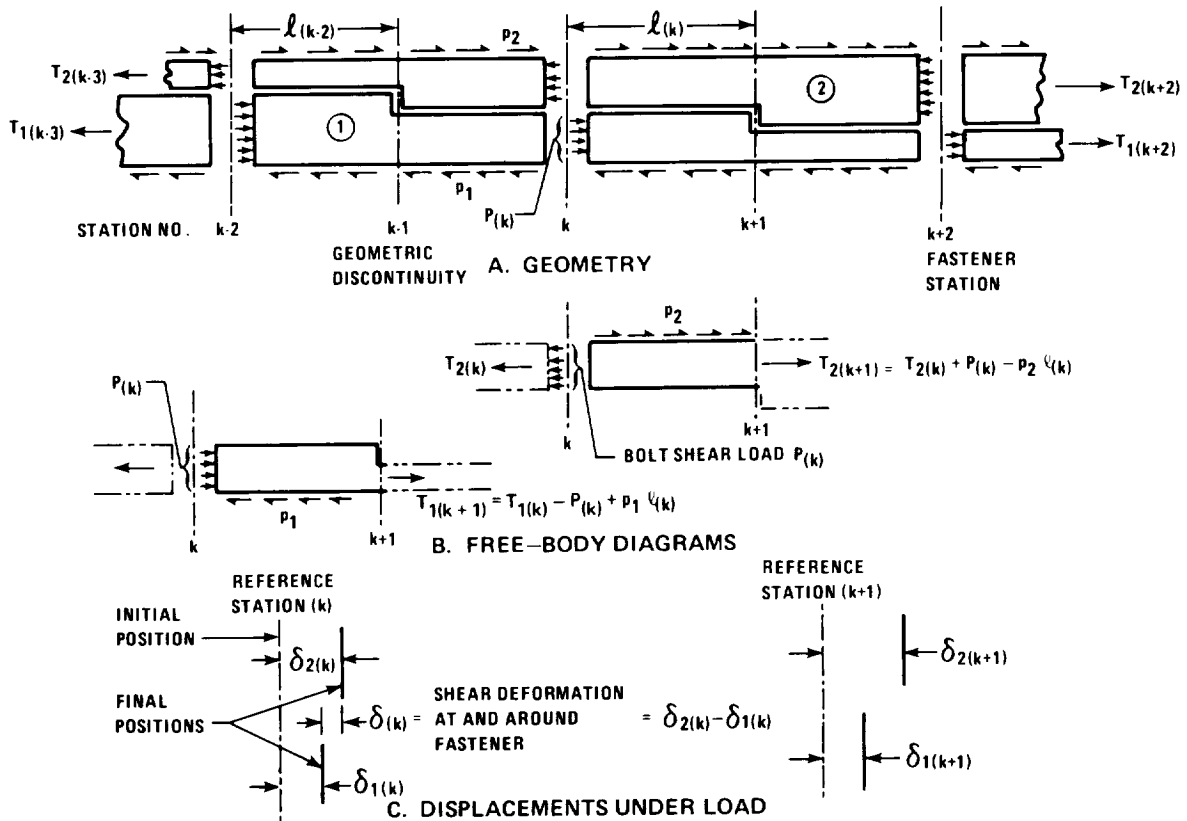 ℓ(k-2) p2 ℓ(k)
T2(k-3) T2(k+2)
① ②
T1(k-3) T1(k+2)
p1 P(k)
STATION NO. k-2 k-1 k k+1 k+2
GEOMETRIC DISCONTINUITY
FASTENER STATION
A. GEOMETRY
p2
T2(k) T2(k+1) = T2(k) + P(k) – p2 ℓ(k)
k k+1
BOLT SHEAR LOAD P(k)
P(k)
p1 T1(k + 1) = T1(k) – P(k) + p1 ℓ(k)
k k+1
B. FREE–BODY DIAGRAMS
REFERENCE STATION (k)
REFERENCE STATION (k+1)
INITIAL POSITION
δ2(k) δ2(k+1)
FINAL POSITIONS
δ(k) = SHEAR DEFORMATION AT AND AROUND FASTENER = δ2(k)–δ1(k)
δ1(k) δ1(k+1)
C. DISPLACEMENTS UNDER LOAD